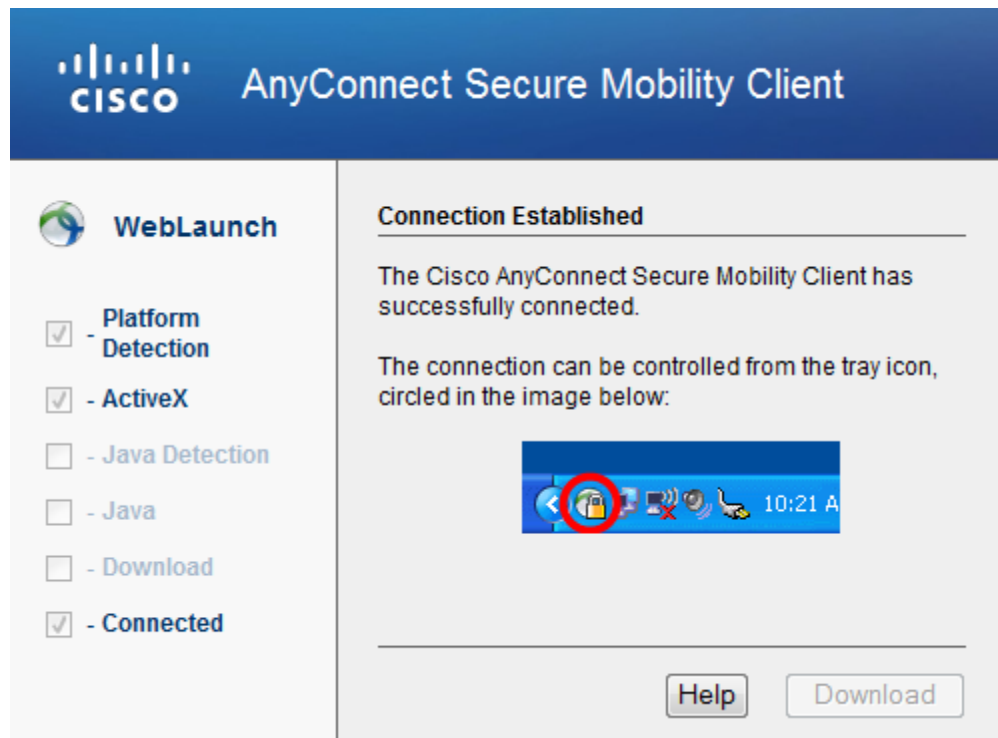 CISCO
AnyConnect Secure Mobility Client
WebLaunch
- Platform
Detection
- ActiveX
- Java Detection
- Java
- Download
- Connected
Connection Established
The Cisco AnyConnect Secure Mobility Client has
successfully connected.
The connection can be controlled from the tray icon,
circled in the image below:
10:21 A
Help
Download